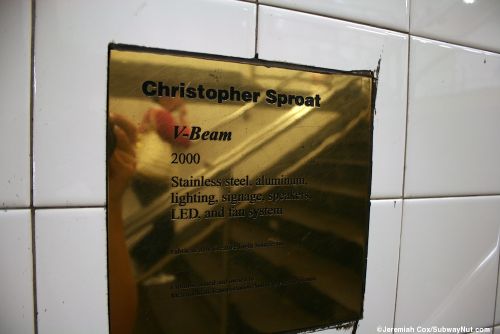 Christopher Sproat
V-Beam
2000
Stainless steel, aluminum,
lighting, signage, speakers,
LED, and fan system
©Jeremiah Cox/SubwayNut.com